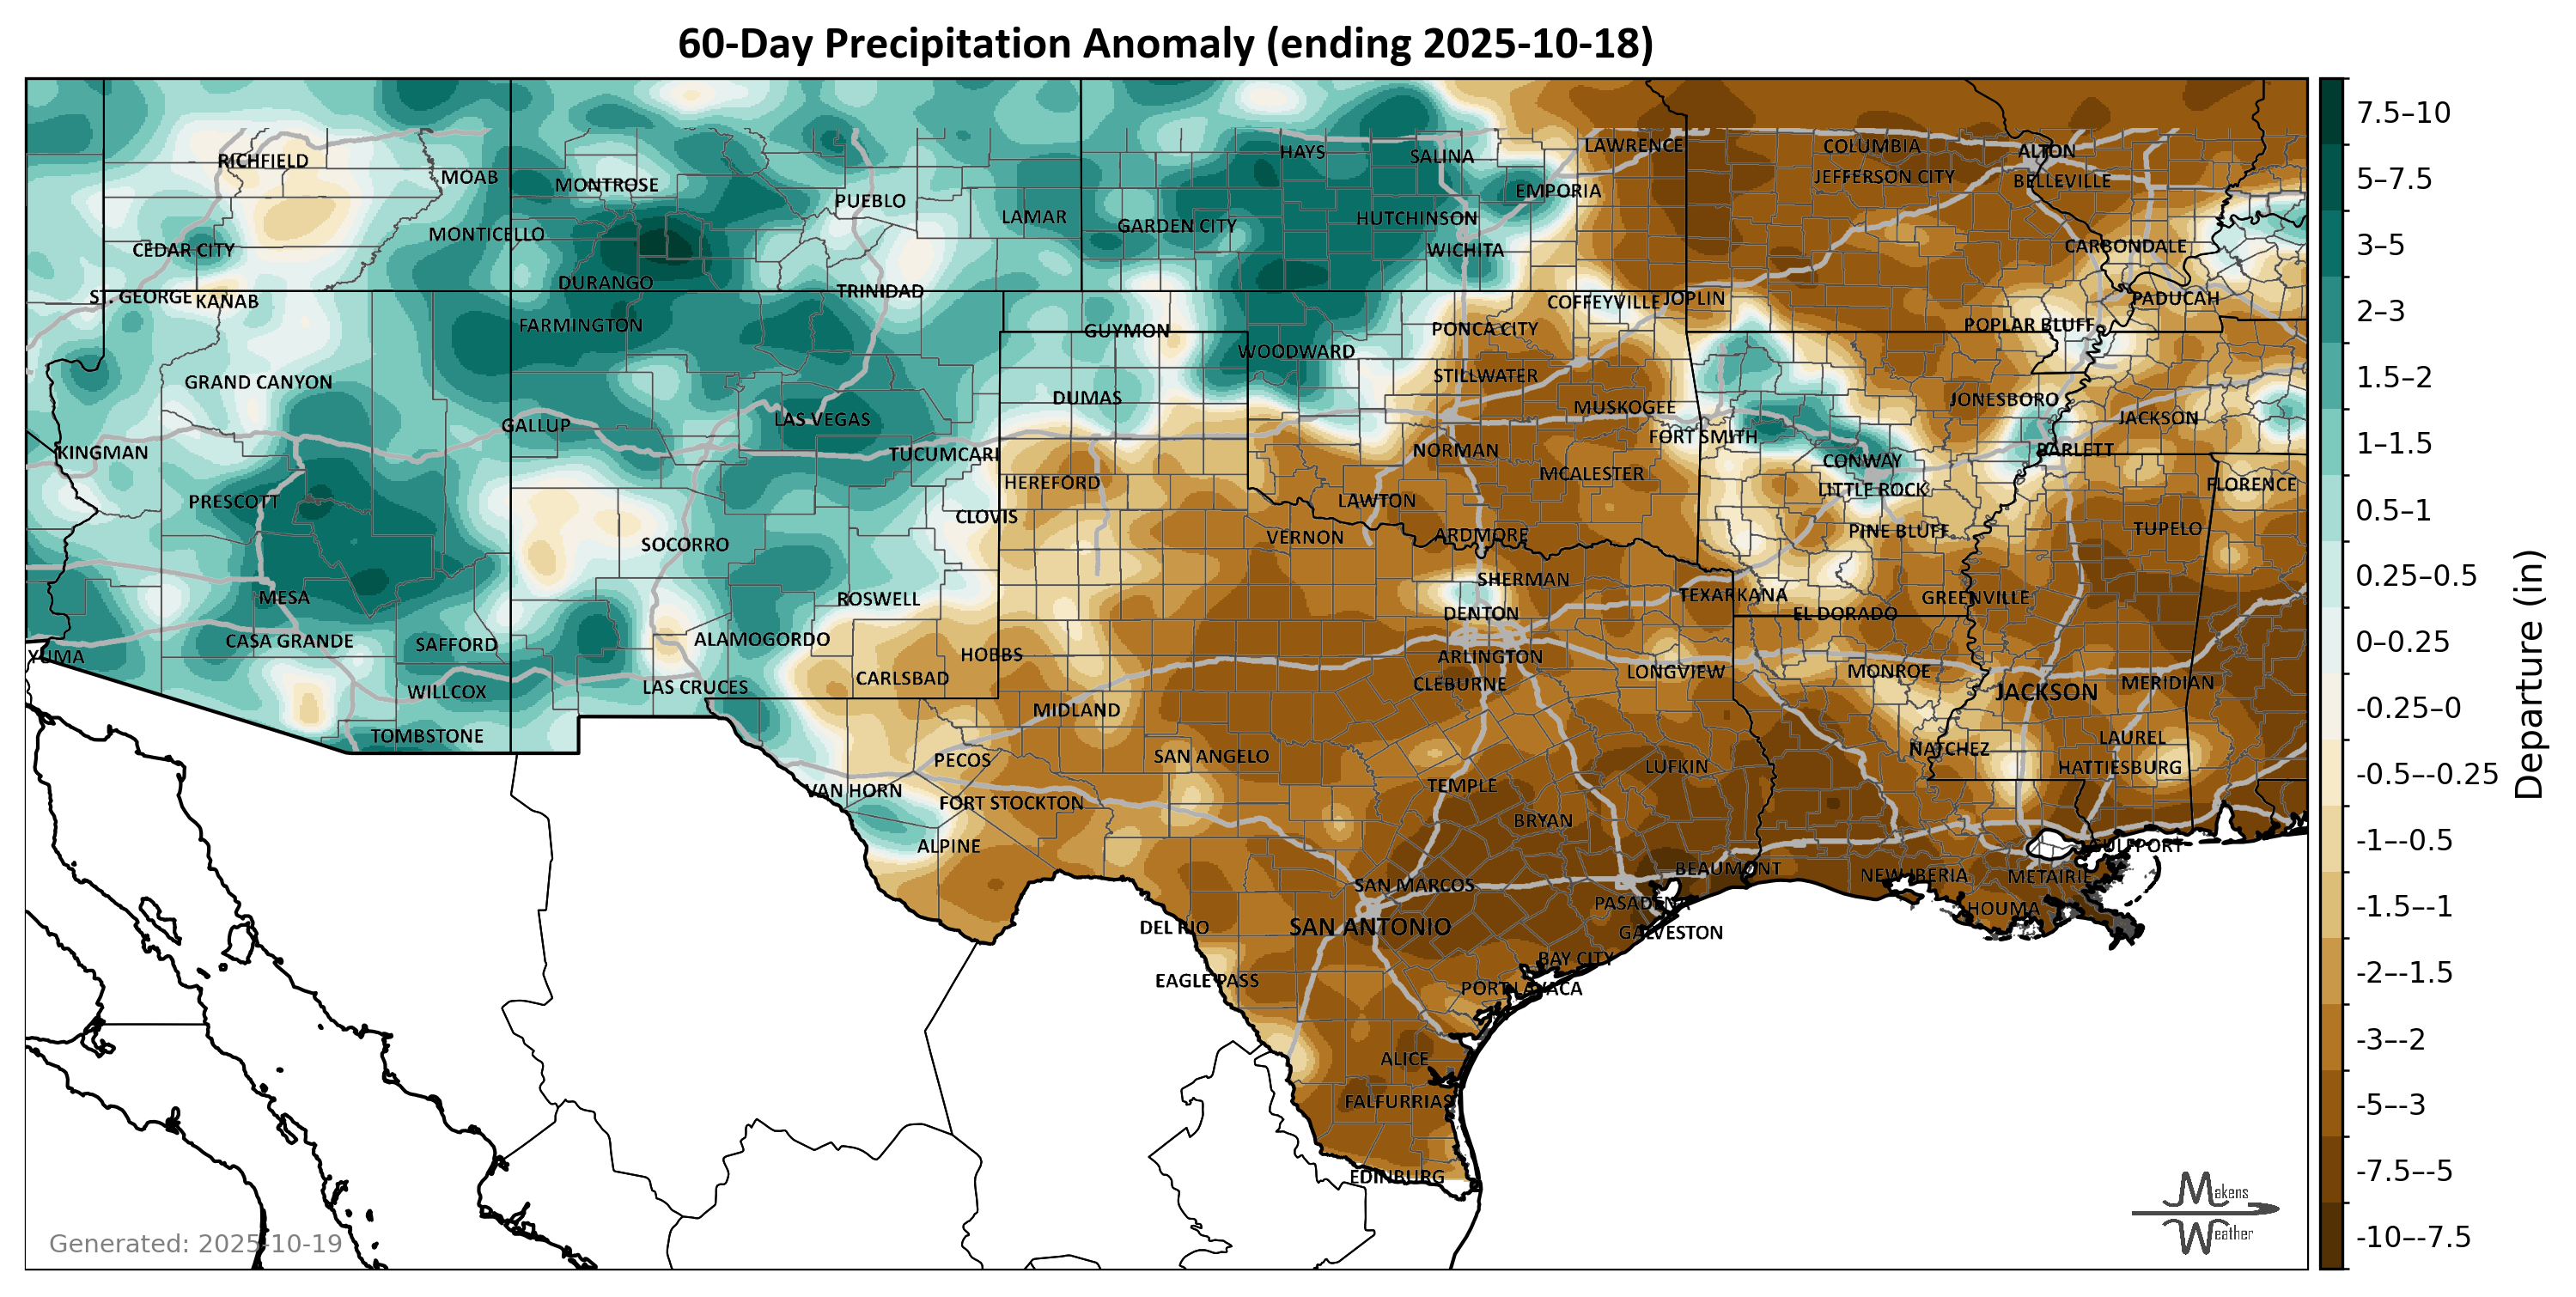 60-Day Precipitation Anomaly (ending 2025-10-18)
RICHFIELD
MOAB
MONTROSE
PUEBLO
LAMAR
HAYS
SALINA
LAWRENCE
COLUMBIA
ALTON
JEFFERSON CITY
BELLEVILLE
EMPORIA
GARDEN CITY
HUTCHINSON
WICHITA
CEDAR CITY
MONTICELLO
CARBONDALE
DURANGO
TRINIDAD
ST. GEORGE
KANAB
COFFEYVILLE
JOPLIN
PADUCAH
FARMINGTON
GUYMON
PONCA CITY
POPLAR BLUFF
WOODWARD
STILLWATER
GRAND CANYON
DUMAS
MUSKOGEE
JONESBORO
JACKSON
GALLUP
LAS VEGAS
FORT SMITH
KINGMAN
TUCUMCARI
NORMAN
BARLETT
CONWAY
HEREFORD
MCALESTER
LITTLE ROCK
FLORENCE
PRESCOTT
LAWTON
CLOVIS
PINE BLUFF
TUPELO
SOCORRO
VERNON
ARDMORE
SHERMAN
MESA
ROSWELL
TEXARKANA
GREENVILLE
DENTON
EL DORADO
CASA GRANDE
SAFFORD
ALAMOGORDO
HOBBS
ARLINGTON
YUMA
LONGVIEW
MONROE
CARLSBAD
CLEBURNE
LAS CRUCES
WILLCOX
JACKSON
MERIDIAN
MIDLAND
TOMBSTONE
LAUREL
NATCHEZ
PECOS
SAN ANGELO
LUFKIN
HATTIESBURG
TEMPLE
VAN HORN
FORT STOCKTON
BRYAN
ALPINE
GULFPORT
BEAUMONT
NEW IBERIA
METAIRIE
SAN MARCOS
PASADENA
HOUMA
DEL RIO
SAN ANTONIO
GALVESTON
BAY CITY
EAGLE PASS
PORT LAVACA
ALICE
FALFURRIAS
EDINBURG
Generated: 2025-10-19
Makens
Weather
7.5–10
5–7.5
3–5
2–3
1.5–2
1–1.5
0.5–1
0.25–0.5
0–0.25
-0.25–0
-0.5–-0.25
-1–-0.5
-1.5–-1
-2–-1.5
-3–-2
-5–-3
-7.5–-5
-10–-7.5
Departure (in)